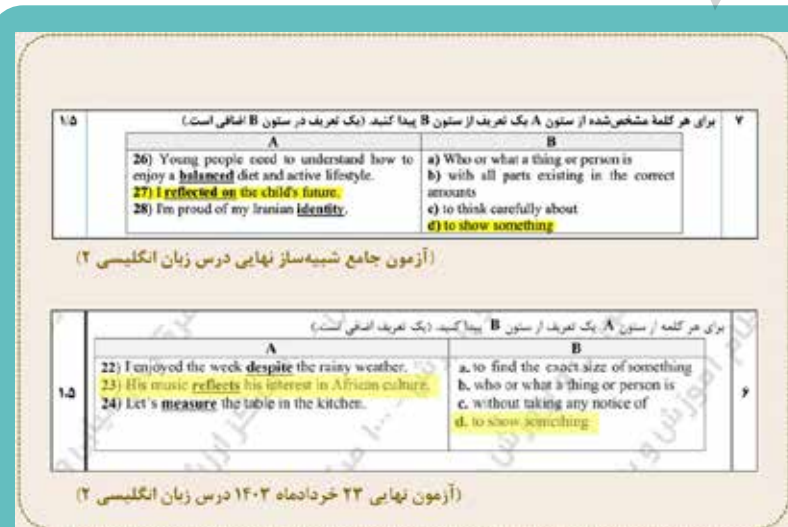 ۷ برای هر کلمهٔ مشخص‌شده از ستون A یک تعریف از ستون B پیدا کنید. (یک تعریف در ستون B اضافی است.) ۱/۵
A
26) Young people need to understand how to
enjoy a balanced diet and active lifestyle.
27) I reflected on the child's future.
28) I'm proud of my Iranian identity.
B
a) Who or what a thing or person is
b) with all parts existing in the correct
amounts
c) to think carefully about
d) to show something
(آزمون جامع شبیه‌ساز نهایی درس زبان انگلیسی ۲)
۶ برای هر کلمه از ستون A یک تعریف از ستون B پیدا کنید. (یک تعریف اضافی است.) ۱.۵
A
22) I enjoyed the week despite the rainy weather.
23) His music reflects his interest in African culture.
24) Let's measure the table in the kitchen.
B
a. to find the exact size of something
b. who or what a thing or person is
c. without taking any notice of
d. to show something
(آزمون نهایی ۲۳ خردادماه ۱۴۰۳ درس زبان انگلیسی ۲)